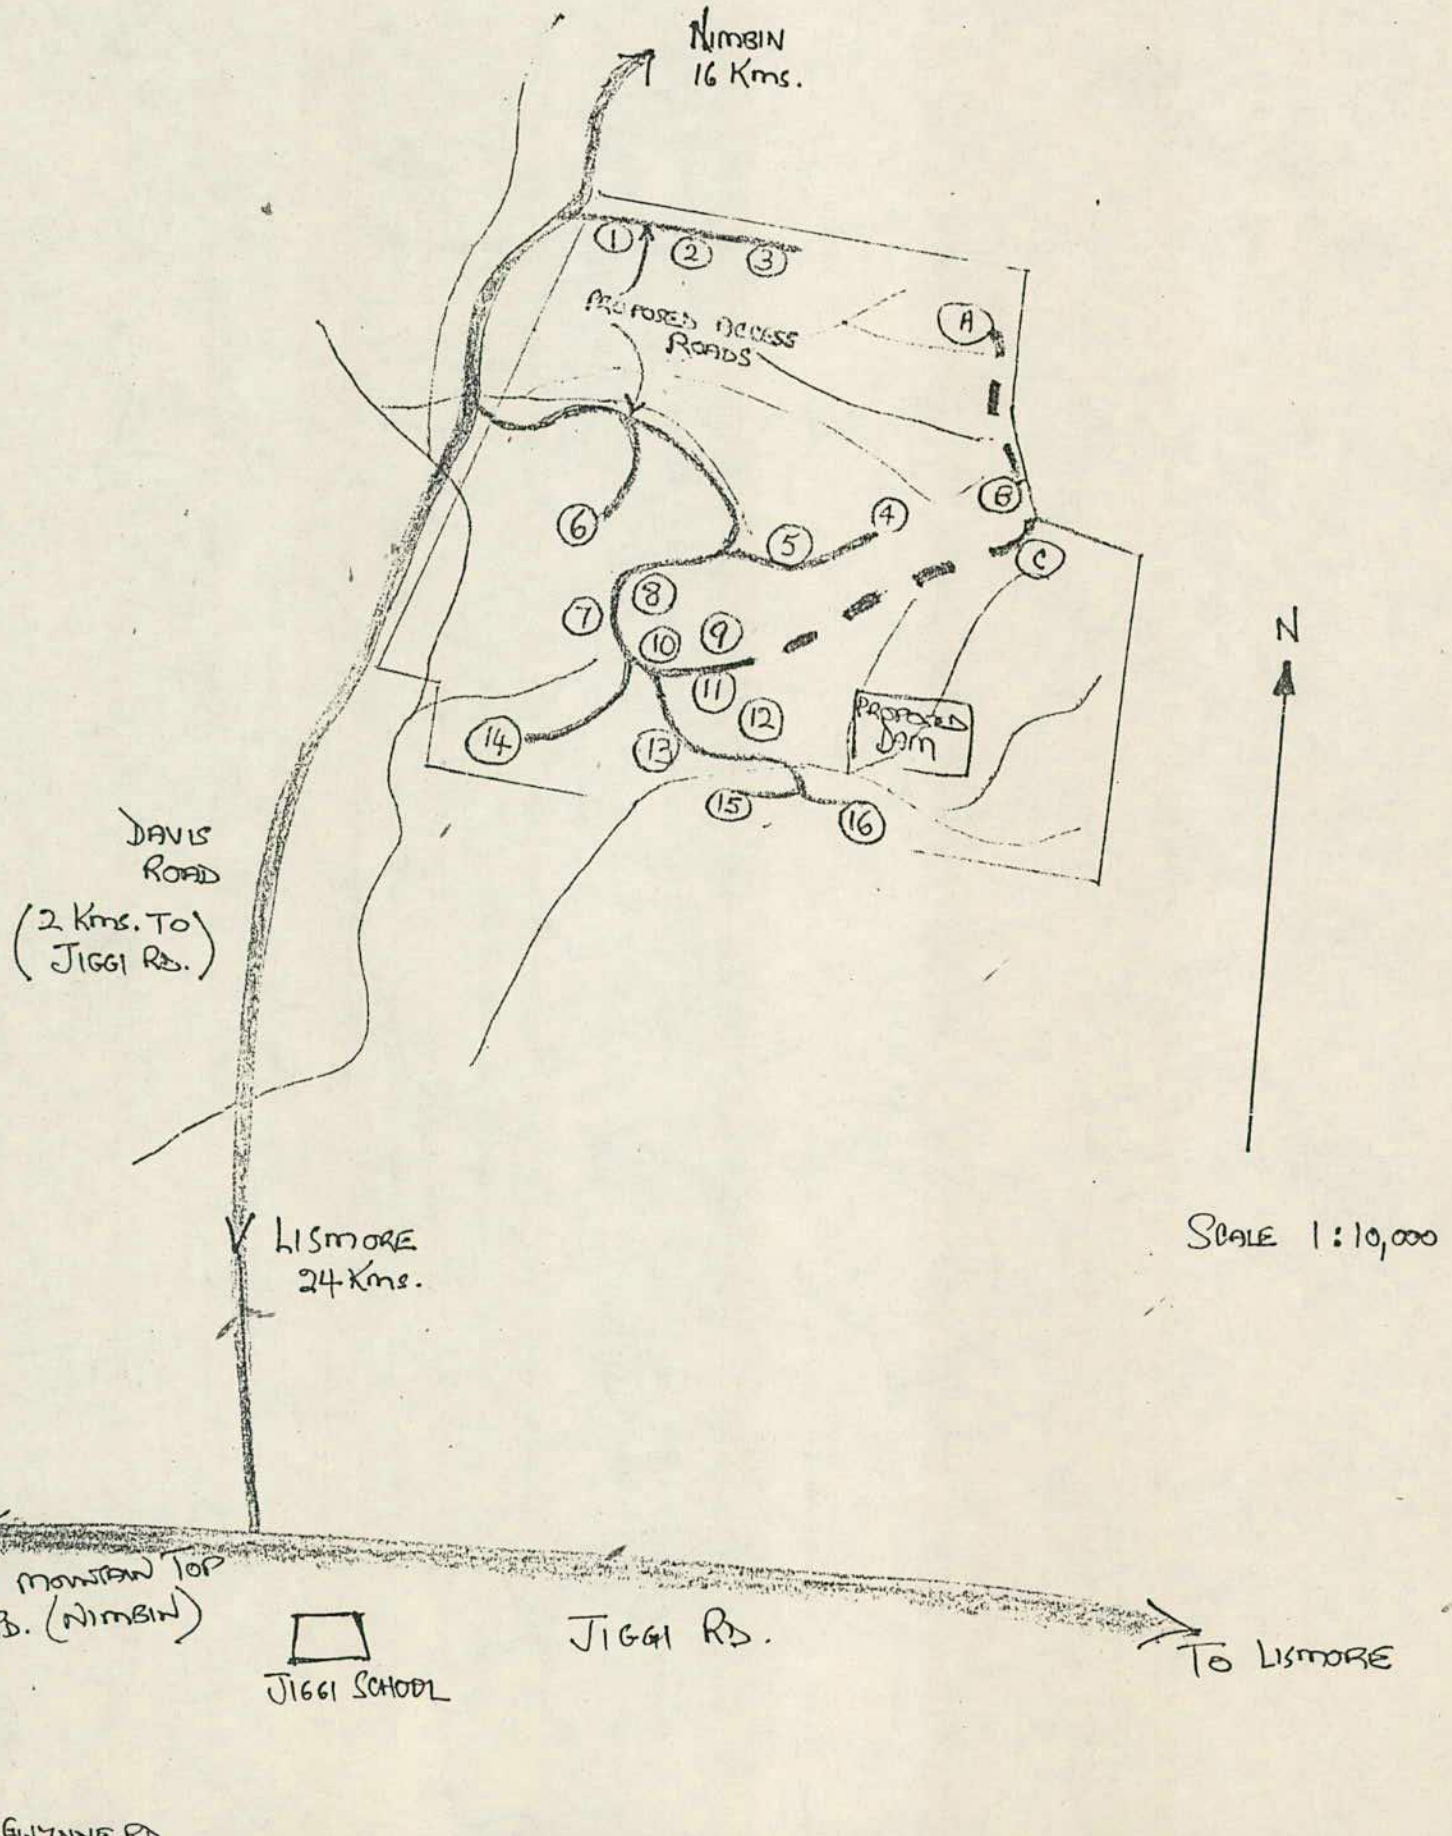 NIMBIN
16 Kms.
1
2
3
PROPOSED ACCESS
ROADS
A
B
C
4
5
6
7
8
9
10
11
12
13
14
15
16
PROPOSED
DAM
N
DAVIS
ROAD
(2 Kms. TO
JIGGI RD.)
SCALE 1:10,000
LISMORE
24 Kms.
MOUNTAIN TOP
D. (NIMBIN)
JIGGI SCHOOL
JIGGI RD.
TO LISMORE
GWYNNE RD